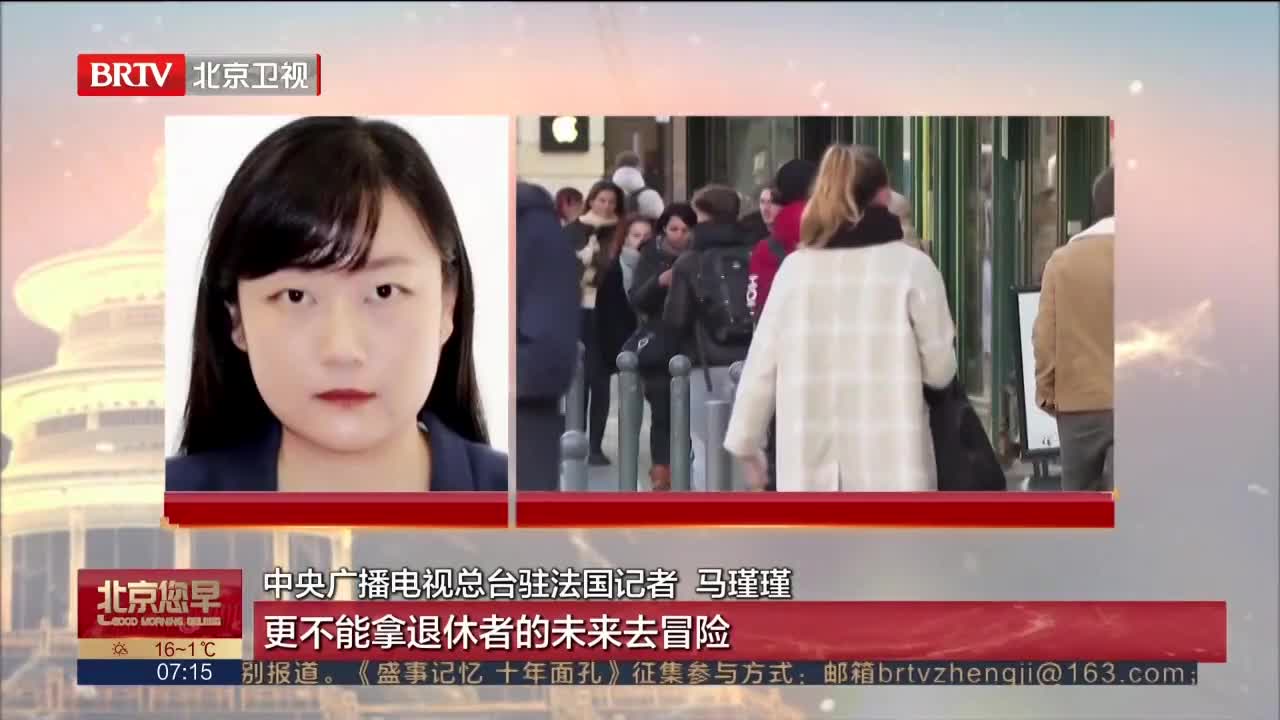 BRTV 北京卫视
中央广播电视总台驻法国记者 马瑾瑾
北京您早
GOOD MORNING BEIJING
更不能拿退休者的未来去冒险
16~1℃
07:15
别报道。《盛事记忆 十年面孔》征集参与方式：邮箱brtvzhengji@163.com;